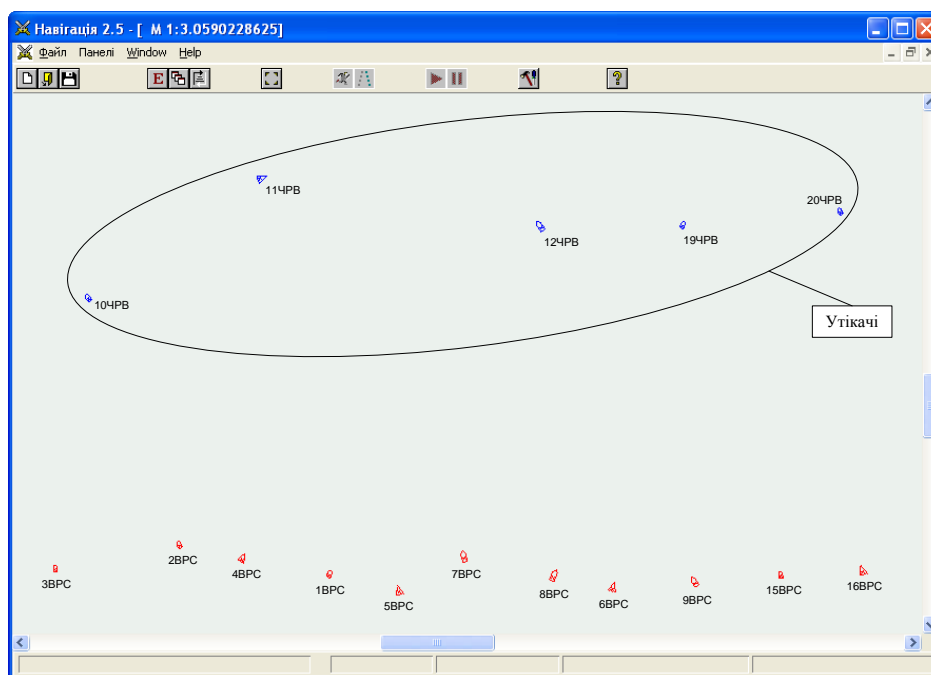 Навігація 2.5 - [ М 1:3.0590228625]
Файл Панелі Window Help
E
11ЧРВ
20ЧРВ
12ЧРВ
19ЧРВ
10ЧРВ
Утікачі
2ВРС
4ВРС
7ВРС
3ВРС
1ВРС
5ВРС
8ВРС
6ВРС
9ВРС
15ВРС
16ВРС